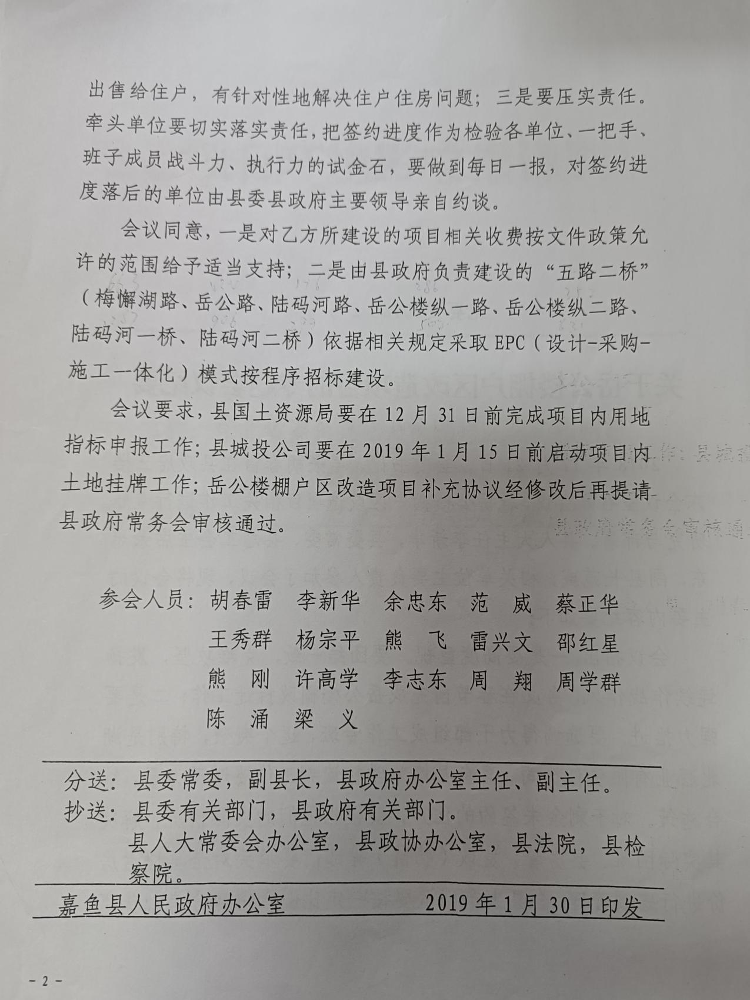 出售给住户，有针对性地解决住户住房问题；三是要压实责任。
牵头单位要切实落实责任，把签约进度作为检验各单位、一把手、
班子成员战斗力、执行力的试金石，要做到每日一报，对签约进
度落后的单位由县委县政府主要领导亲自约谈。
会议同意，一是对乙方所建设的项目相关收费按文件政策允
许的范围给予适当支持；二是由县政府负责建设的“五路二桥”
（梅懈湖路、岳公路、陆码河路、岳公楼纵一路、岳公楼纵二路、
陆码河一桥、陆码河二桥）依据相关规定采取 EPC（设计-采购-
施工一体化）模式按程序招标建设。
会议要求，县国土资源局要在 12 月 31 日前完成项目内用地
指标申报工作；县城投公司要在 2019 年 1 月 15 日前启动项目内
土地挂牌工作；岳公楼棚户区改造项目补充协议经修改后再提请
县政府常务会审核通过。
参会人员：胡春雷 李新华 余忠东 范 威 蔡正华
王秀群 杨宗平 熊 飞 雷兴文 邵红星
熊 刚 许高学 李志东 周 翔 周学群
陈 涌 梁 义
分送：县委常委，副县长，县政府办公室主任、副主任。
抄送：县委有关部门，县政府有关部门。
县人大常委会办公室，县政协办公室，县法院，县检
察院。
嘉鱼县人民政府办公室 2019 年 1 月 30 日印发
- 2 -